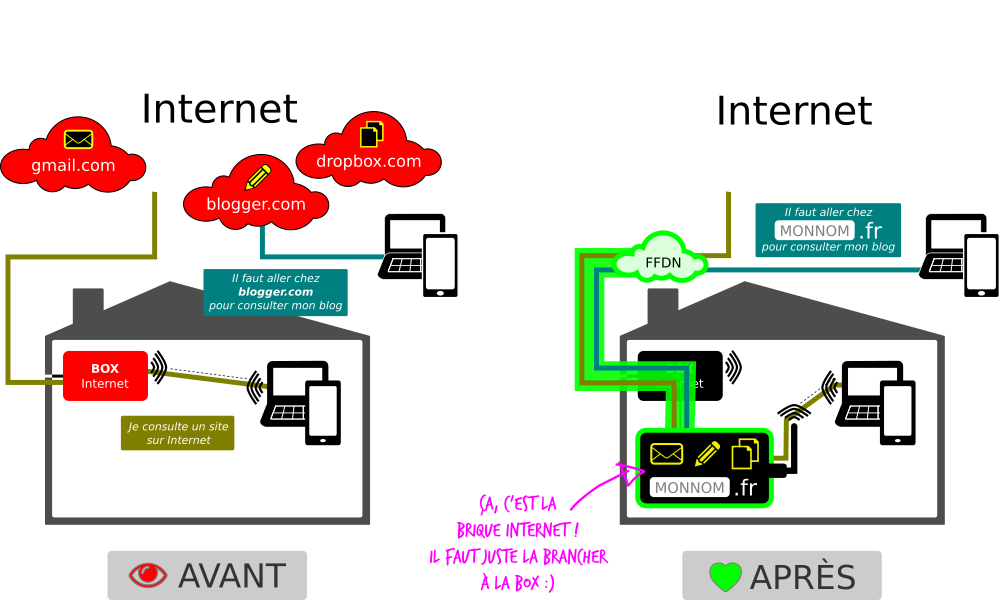 Internet
gmail.com
dropbox.com
blogger.com
Il faut aller chez
blogger.com
pour consulter mon blog
BOX
Internet
Je consulte un site
sur Internet
AVANT
Internet
Il faut aller chez
MONNOM .fr
pour consulter mon blog
FFDN
net
MONNOM .fr
ÇA, C'EST LA
BRIQUE INTERNET !
IL FAUT JUSTE LA BRANCHER
À LA BOX :)
APRÈS